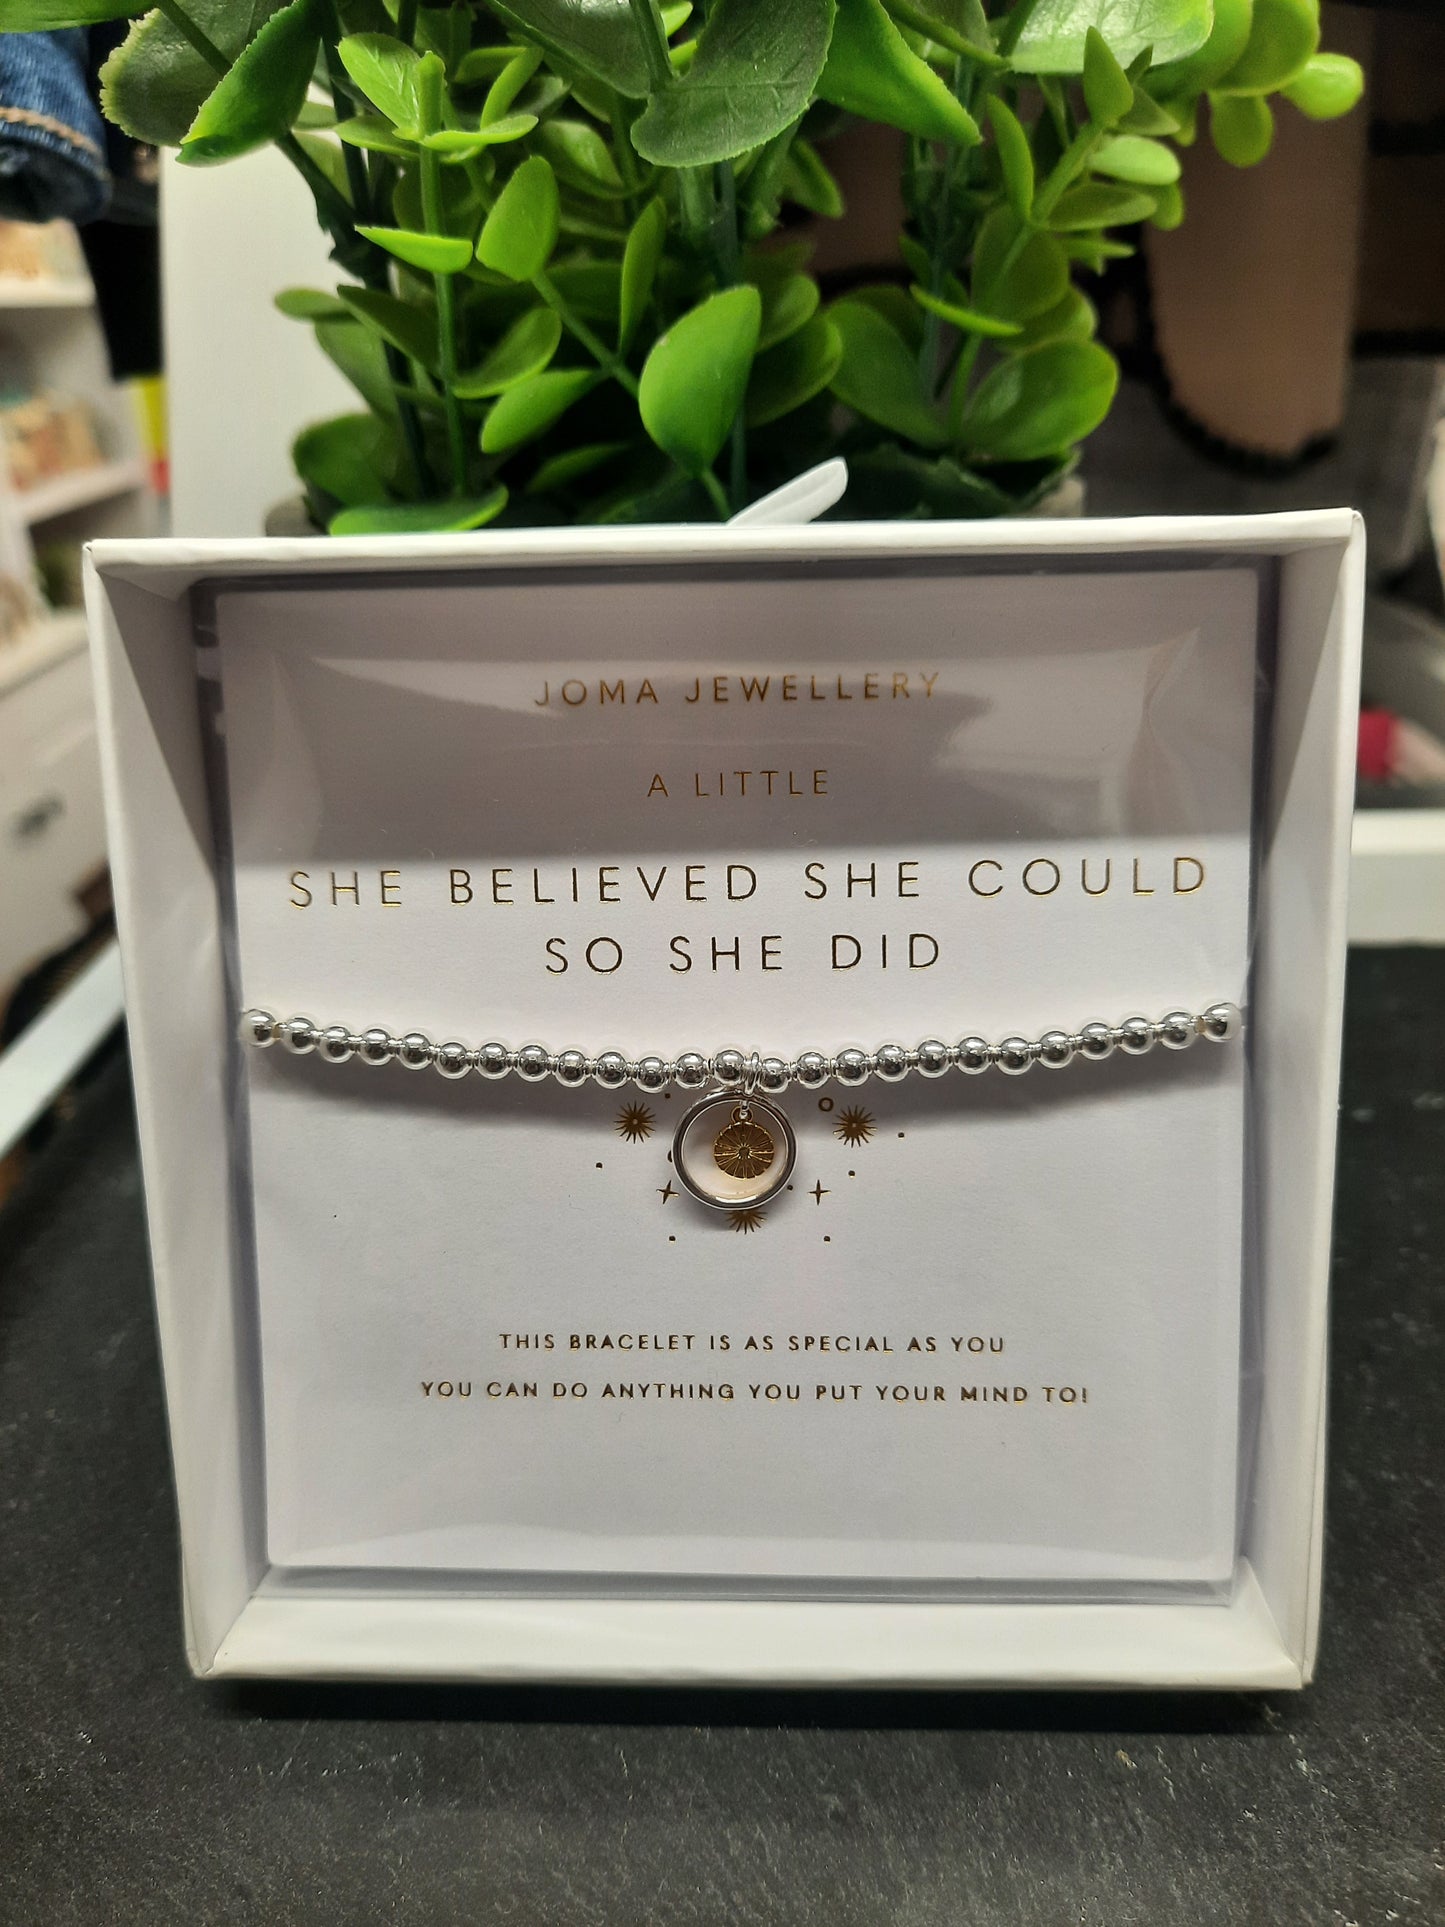 JOMA JEWELLERY
A LITTLE
SHE BELIEVED SHE COULD
SO SHE DID
THIS BRACELET IS AS SPECIAL AS YOU
YOU CAN DO ANYTHING YOU PUT YOUR MIND TO!